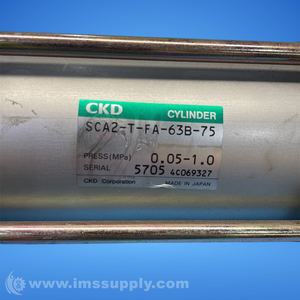 CKD CYLINDER
SCA2-T-FA-63B-75
PRESS(MPa) 0.05-1.0
SERIAL 5705 4C069327
CKD Corporation MADE IN JAPAN
© www.imssupply.com